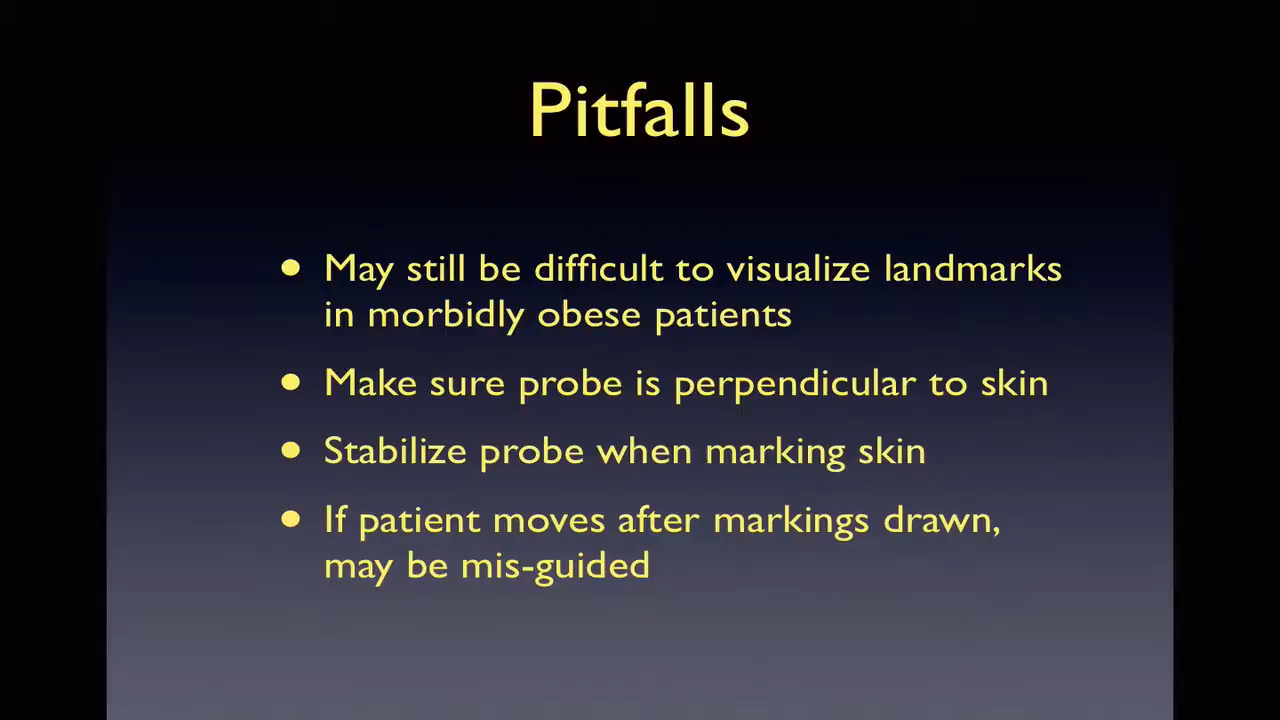 Pitfalls
• May still be difficult to visualize landmarks
in morbidly obese patients
• Make sure probe is perpendicular to skin
• Stabilize probe when marking skin
• If patient moves after markings drawn,
may be mis-guided